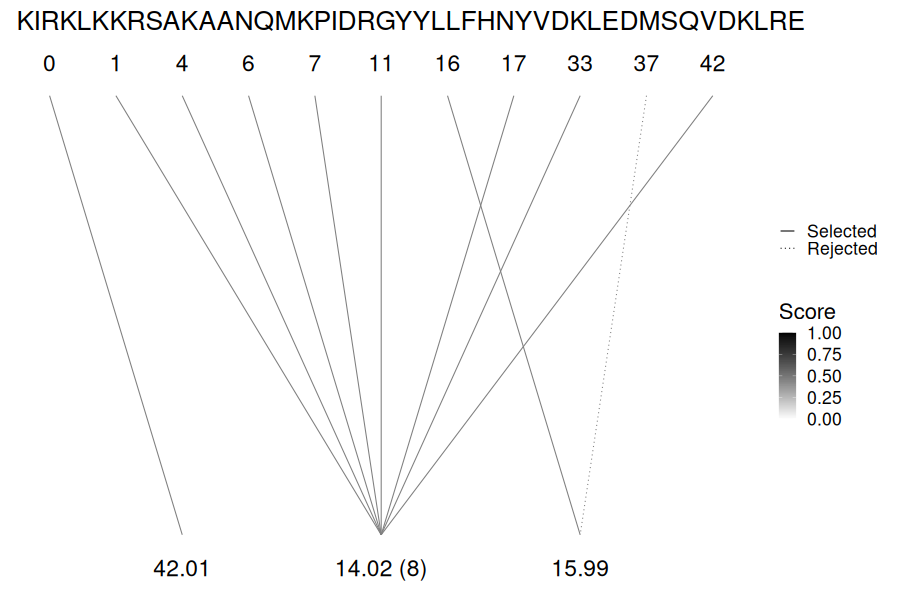 KIRKLKKRSAKAANQMKPIDRGYYLLFHNYVDKLEDMSQVDKLRE
0 1 4 6 7 11 16 17 33 37 42
Selected
Rejected
Score
1.00
0.75
0.50
0.25
0.00
42.01 14.02 (8) 15.99